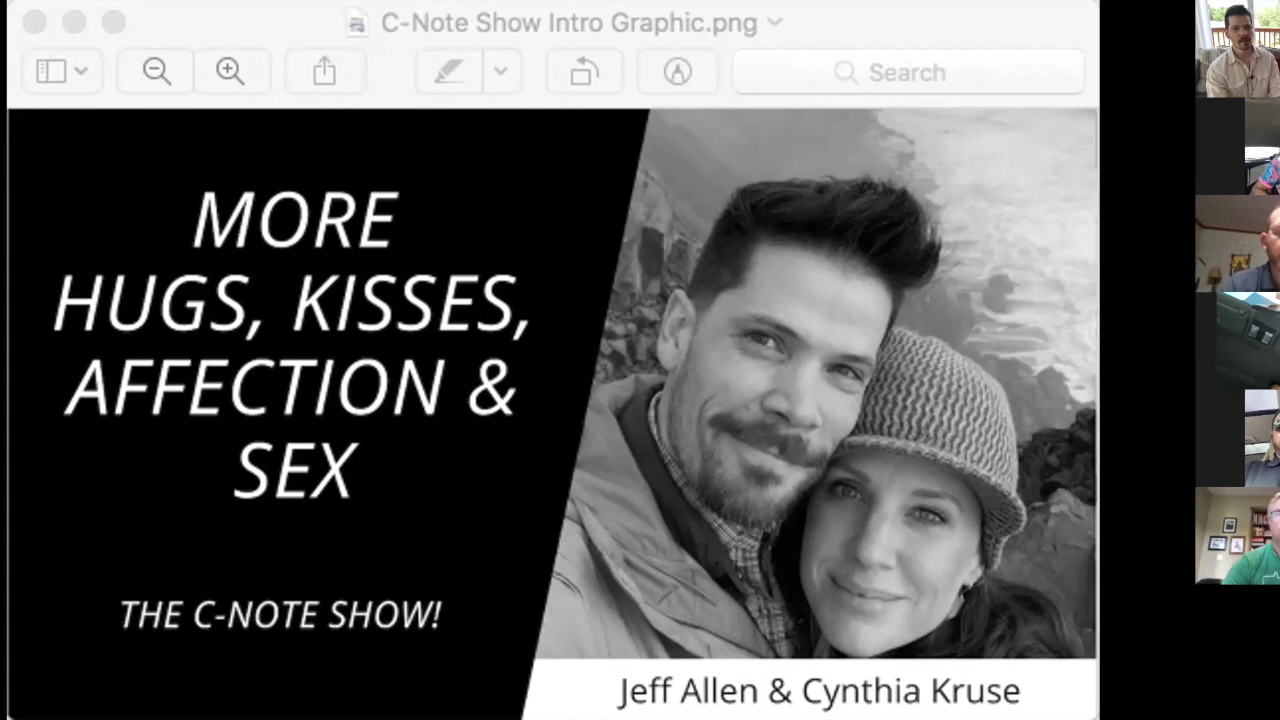 C-Note Show Intro Graphic.png
Search
MORE
HUGS, KISSES,
AFFECTION &
SEX
THE C-NOTE SHOW!
Jeff Allen & Cynthia Kruse